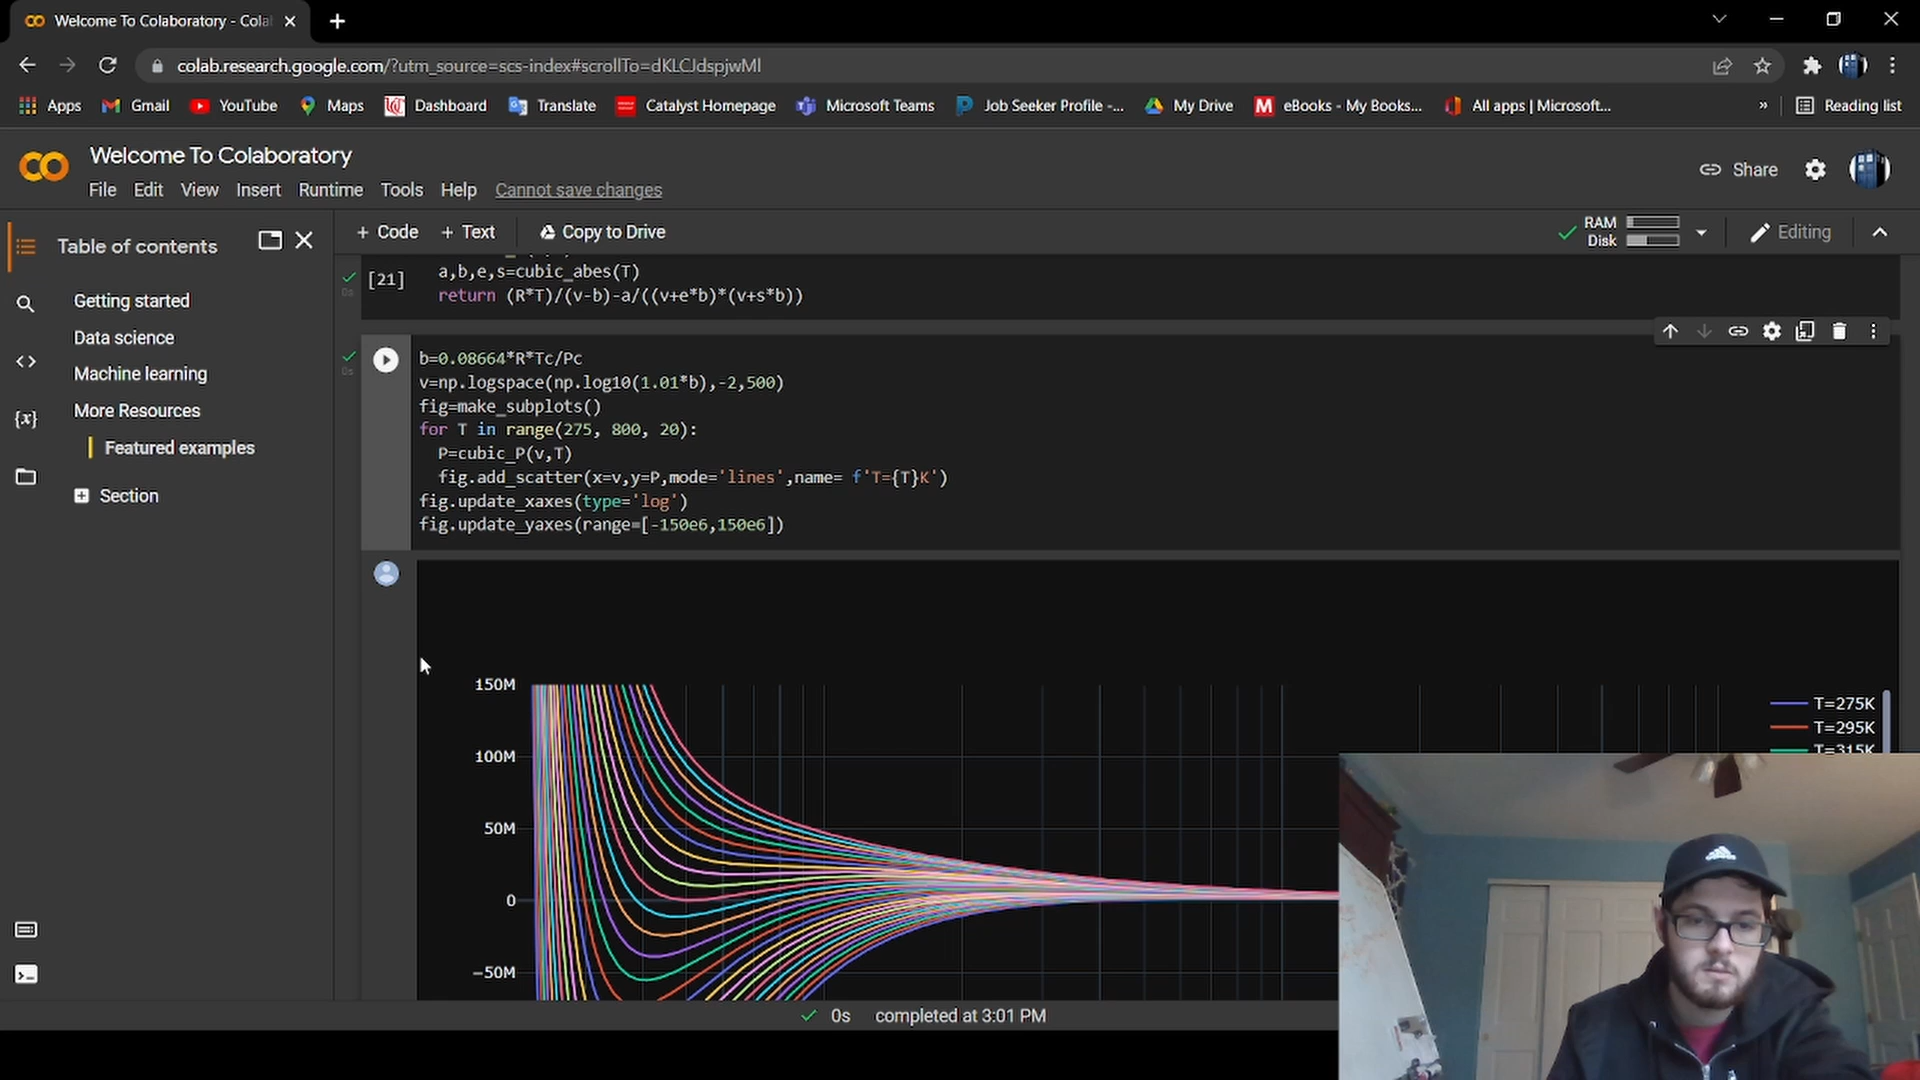 Welcome To Colaboratory - Cola
colab.research.google.com/?utm_source=scs-index#scrollTo=dKLCJdspjwMl
Apps
Gmail
YouTube
Maps
Dashboard
Translate
Catalyst Homepage
Microsoft Teams
Job Seeker Profile -...
My Drive
eBooks - My Books...
All apps | Microsoft...
»
Reading list
Welcome To Colaboratory
Share
File Edit View Insert Runtime Tools Help Cannot save changes
Table of contents
+ Code + Text Copy to Drive
RAM
Disk
Editing
Getting started
Data science
Machine learning
More Resources
Featured examples
Section
[21]
a,b,e,s=cubic_abes(T)
return (R*T)/(v-b)-a/((v+e*b)*(v+s*b))
0s
b=0.08664*R*Tc/Pc
v=np.logspace(np.log10(1.01*b),-2,500)
fig=make_subplots()
for T in range(275, 800, 20):
P=cubic_P(v,T)
fig.add_scatter(x=v,y=P,mode='lines',name= f'T={T}K')
fig.update_xaxes(type='log')
fig.update_yaxes(range=[-150e6,150e6])
0s
150M
100M
50M
0
−50M
T=275K
T=295K
T=315K
0s completed at 3:01 PM